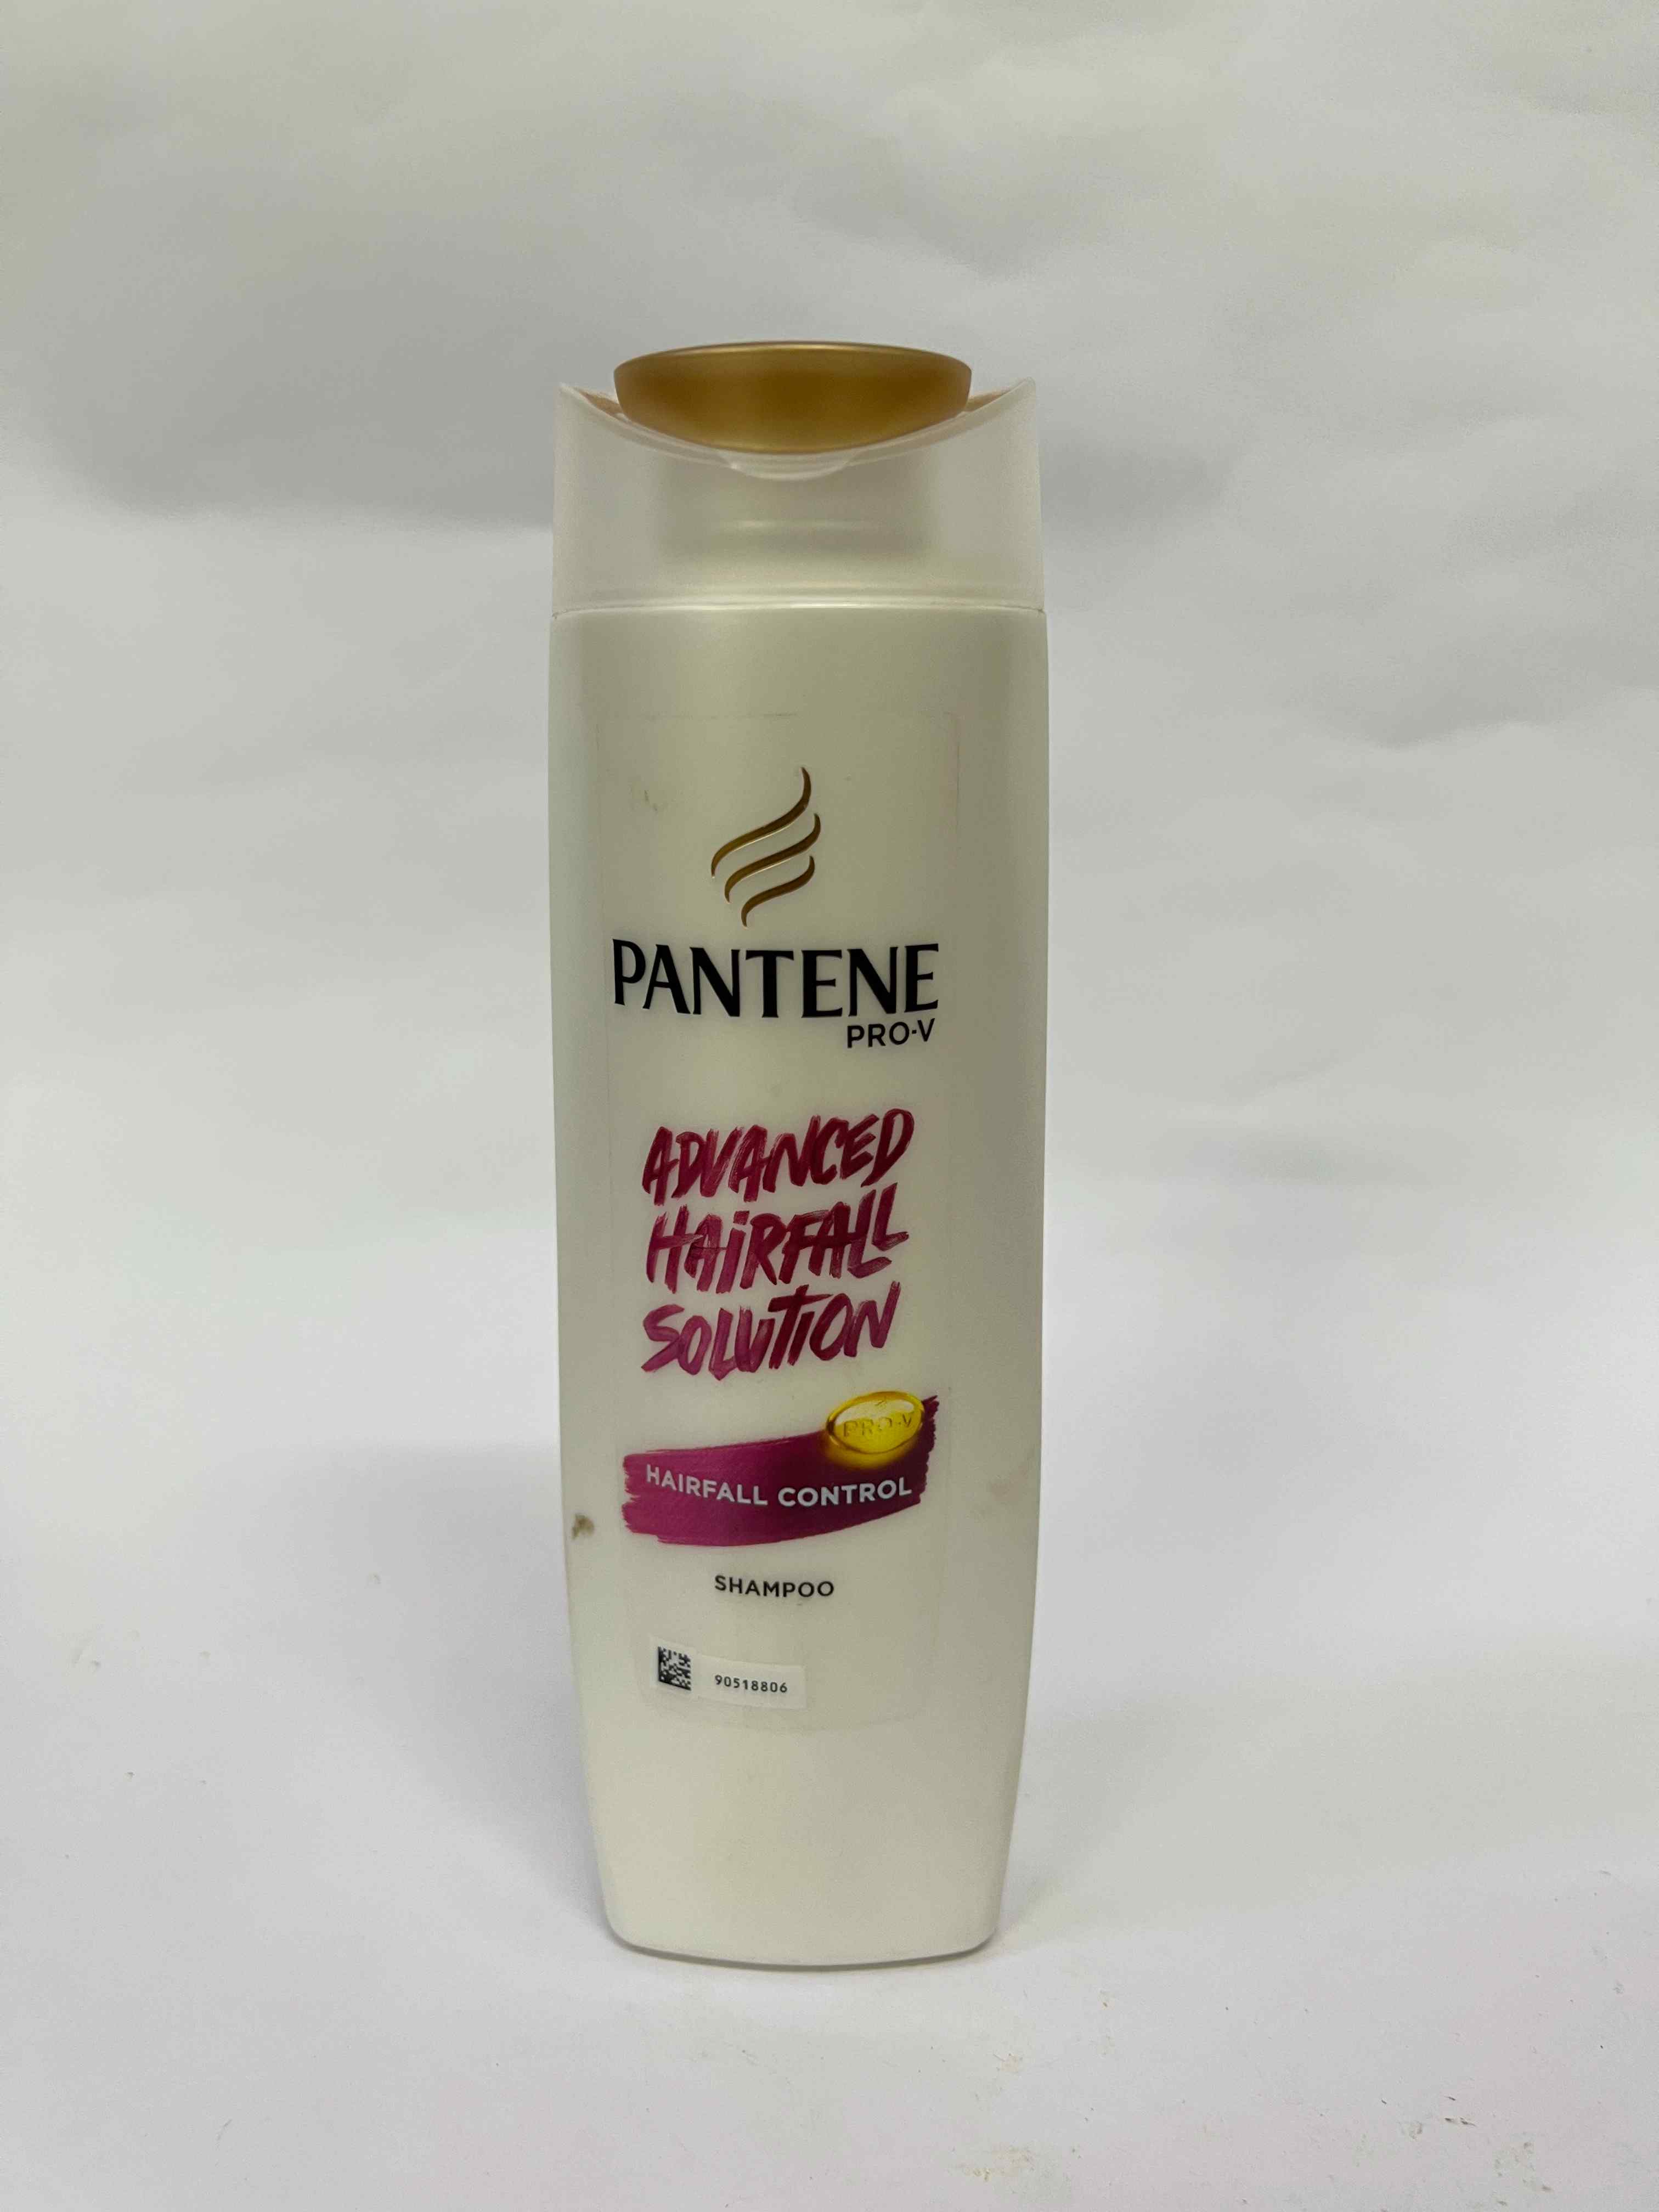 PANTENE
PRO-V
ADVANCED
HAIRFALL
SOLUTION
PRO-V
HAIRFALL CONTROL
SHAMPOO
90518806